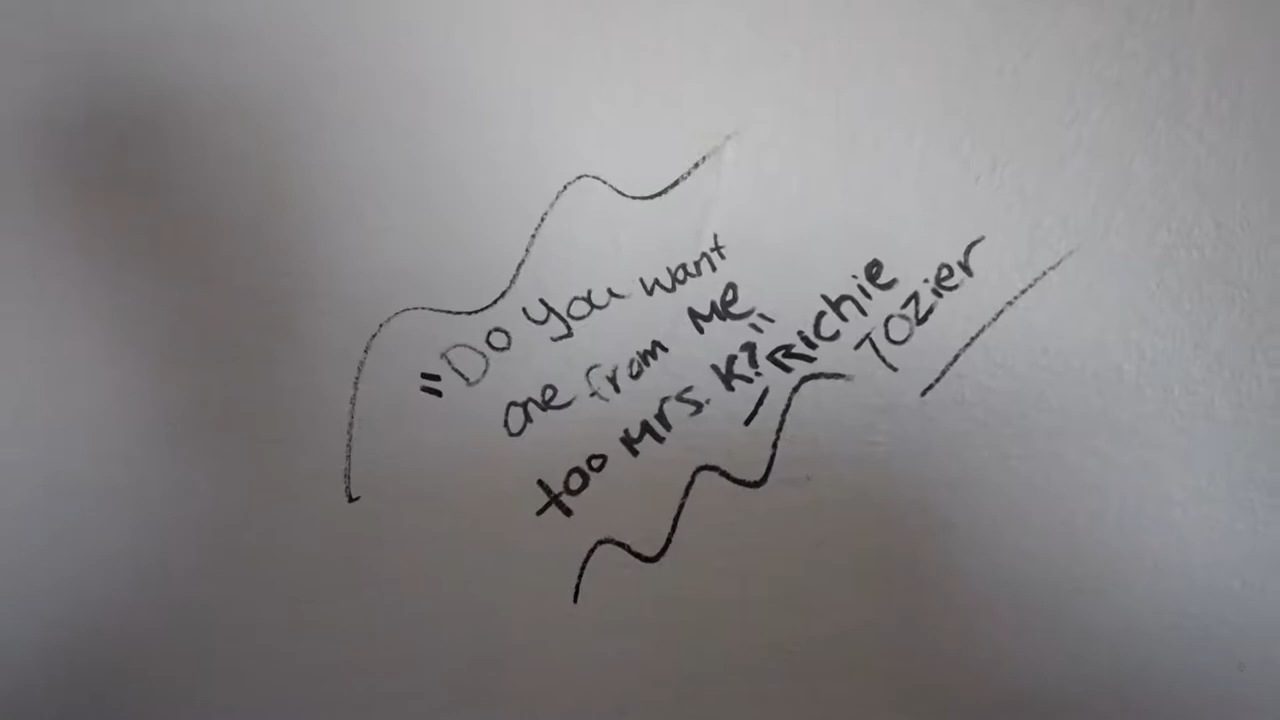 "Do you want
one from Me
too Mrs. K?"
- Richie
Tozier